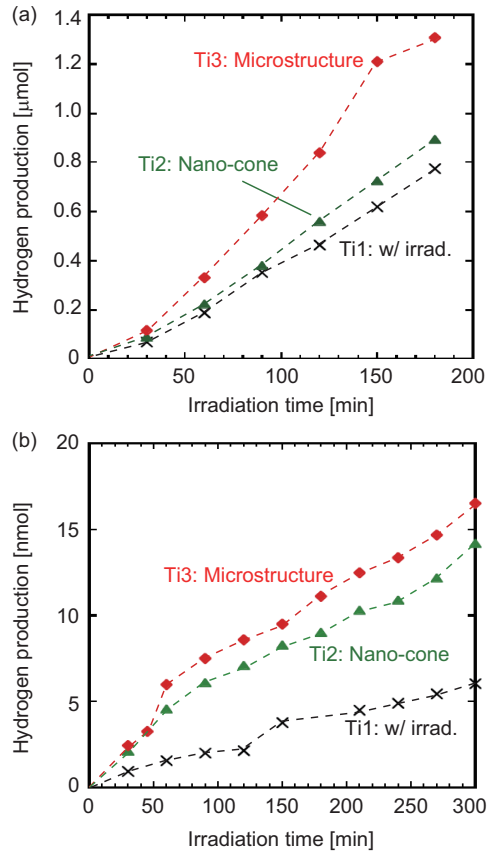 (a)
1.4
1.2
1.0
0.8
0.6
0.4
0.2
0
Hydrogen production [μmol]
Ti3: Microstructure
Ti2: Nano-cone
Ti1: w/ irrad.
0
50
100
150
200
Irradiation time [min]
(b)
20
15
10
5
0
Hydrogen production [nmol]
Ti3: Microstructure
Ti2: Nano-cone
Ti1: w/ irrad.
0
50
100
150
200
250
300
Irradiation time [min]